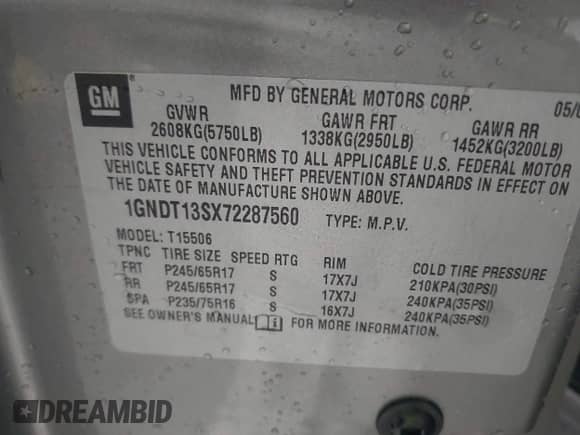 GM
MFD BY GENERAL MOTORS CORP.
GVWR GAWR FRT GAWR RR
2608KG(5750LB) 1338KG(2950LB) 1452KG(3200LB)
THIS VEHICLE CONFORMS TO ALL APPLICABLE U.S. FEDERAL MOTOR
VEHICLE SAFETY AND THEFT PREVENTION STANDARDS IN EFFECT ON
THE DATE OF MANUFACTURE SHOWN ABOVE.
1GNDT13SX72287560 TYPE: M.P.V.
MODEL: T15506
TPNC TIRE SIZE SPEED RTG RIM COLD TIRE PRESSURE
FRT P245/65R17 S 17X7J 210KPA(30PSI)
RR P245/65R17 S 17X7J 240KPA(35PSI)
SPA P235/75R16 S 16X7J 240KPA(35PSI)
SEE OWNER'S MANUAL FOR MORE INFORMATION.
DREAMBID